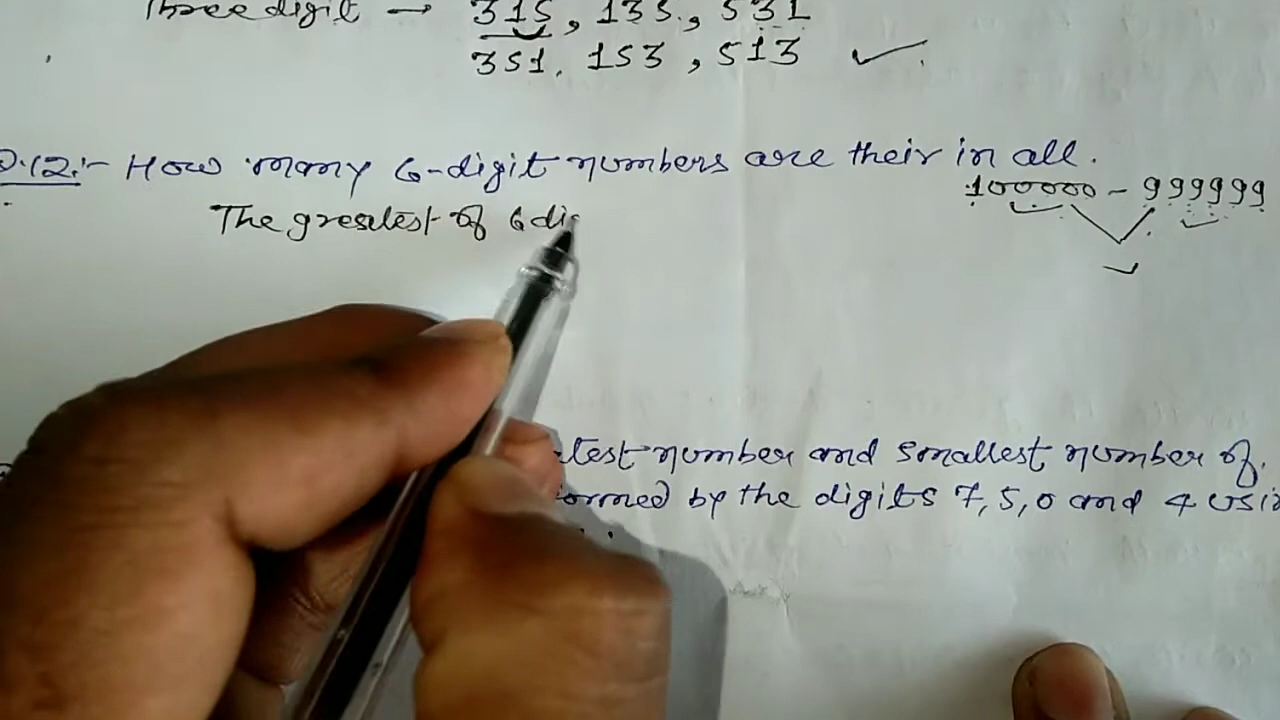 Three digit → 315, 135, 531
351, 153, 513 ✓
Q.12:- How many 6-digit numbers are their in all.
100000 - 999999
The greatest of 6 di
test number and smallest number of
formed by the digits 7, 5, 0 and 4 usi